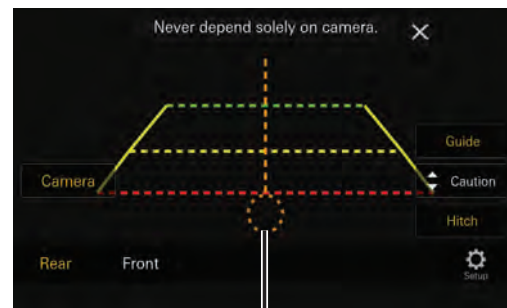 Never depend solely on camera.
Guide
Camera
Caution
Hitch
Rear
Front
Setup